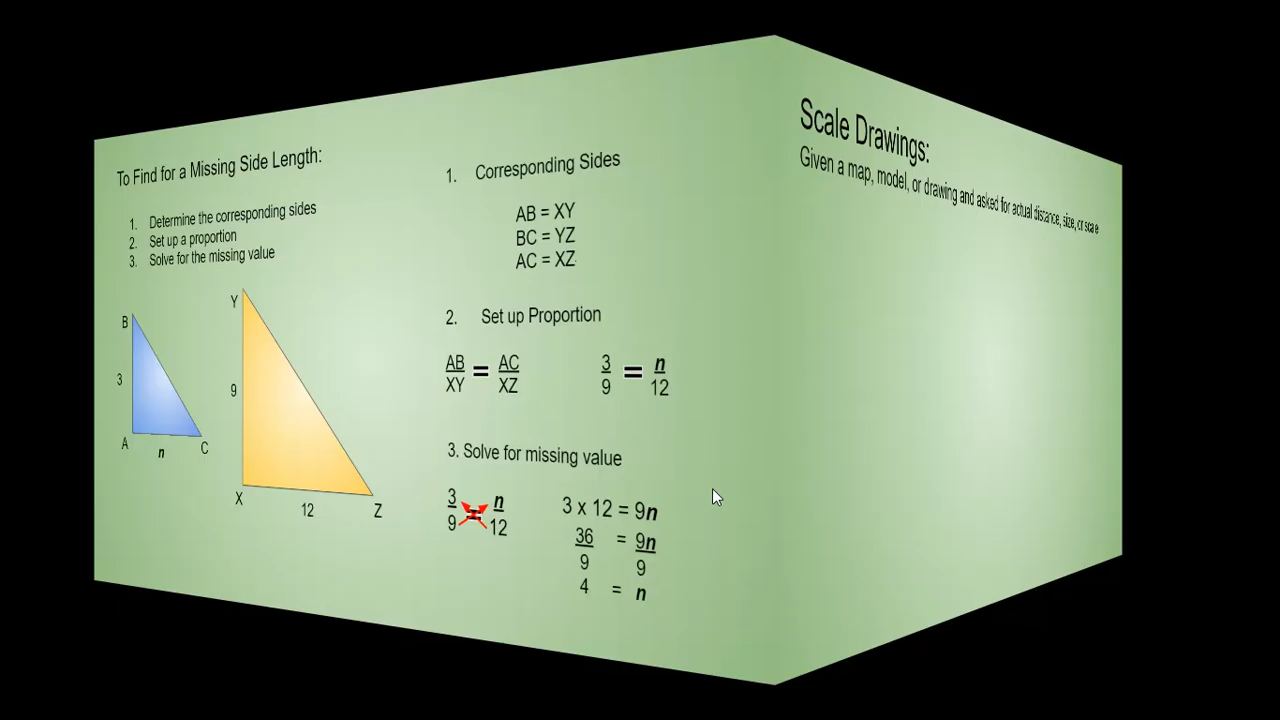 To Find for a Missing Side Length:
1. Determine the corresponding sides
2. Set up a proportion
3. Solve for the missing value
B
3
A
n
C
Y
9
X
12
Z
1. Corresponding Sides
AB = XY
BC = YZ
AC = XZ
2. Set up Proportion
AB = AC
XY XZ
3 = n
9 12
3. Solve for missing value
3 = n
9 12
3 x 12 = 9n
36 = 9n
9 9
4 = n
Scale Drawings:
Given a map, model, or drawing and asked for actual distance, size, or scale